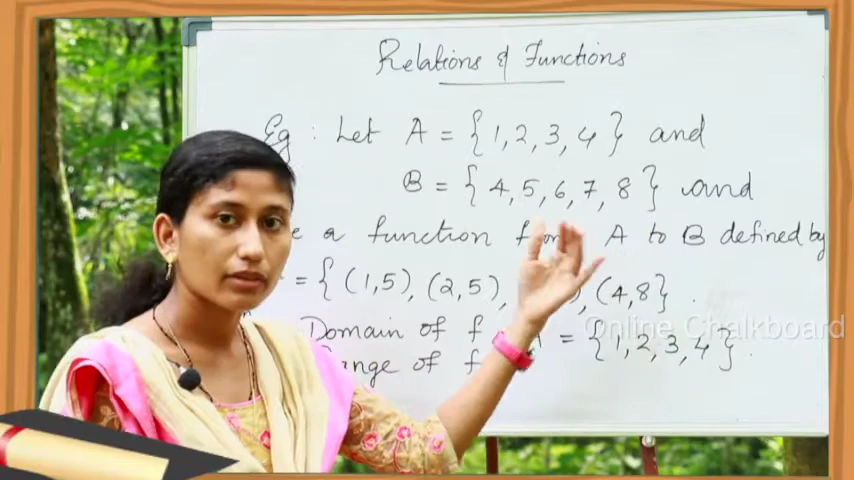 Relations & Functions
Eg : Let A = {1, 2, 3, 4} and
B = {4, 5, 6, 7, 8} and
a function A to B defined by
= {(1,5), (2,5), (4,8)}.
Domain of f = {1, 2, 3, 4}.
of f
Online Chalkboard